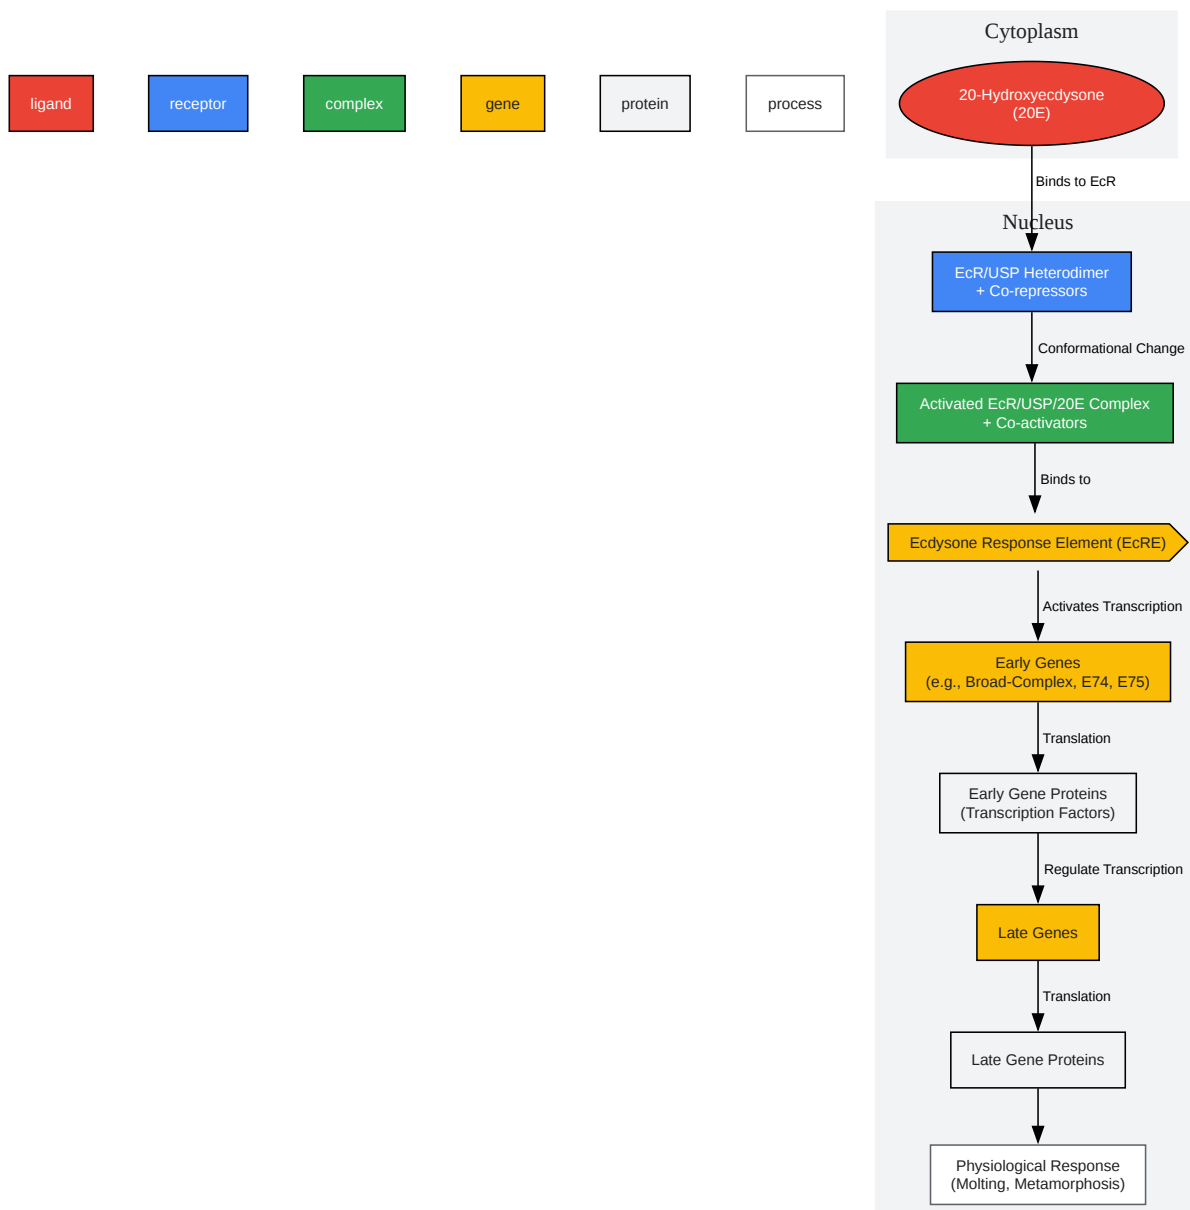 Cytoplasm
ligand
receptor
complex
gene
protein
process
20-Hydroxyecdysone
(20E)
Binds to EcR
Nucleus
EcR/USP Heterodimer
+ Co-repressors
Conformational Change
Activated EcR/USP/20E Complex
+ Co-activators
Binds to
Ecdysone Response Element (EcRE)
Activates Transcription
Early Genes
(e.g., Broad-Complex, E74, E75)
Translation
Early Gene Proteins
(Transcription Factors)
Regulate Transcription
Late Genes
Translation
Late Gene Proteins
Physiological Response
(Molting, Metamorphosis)